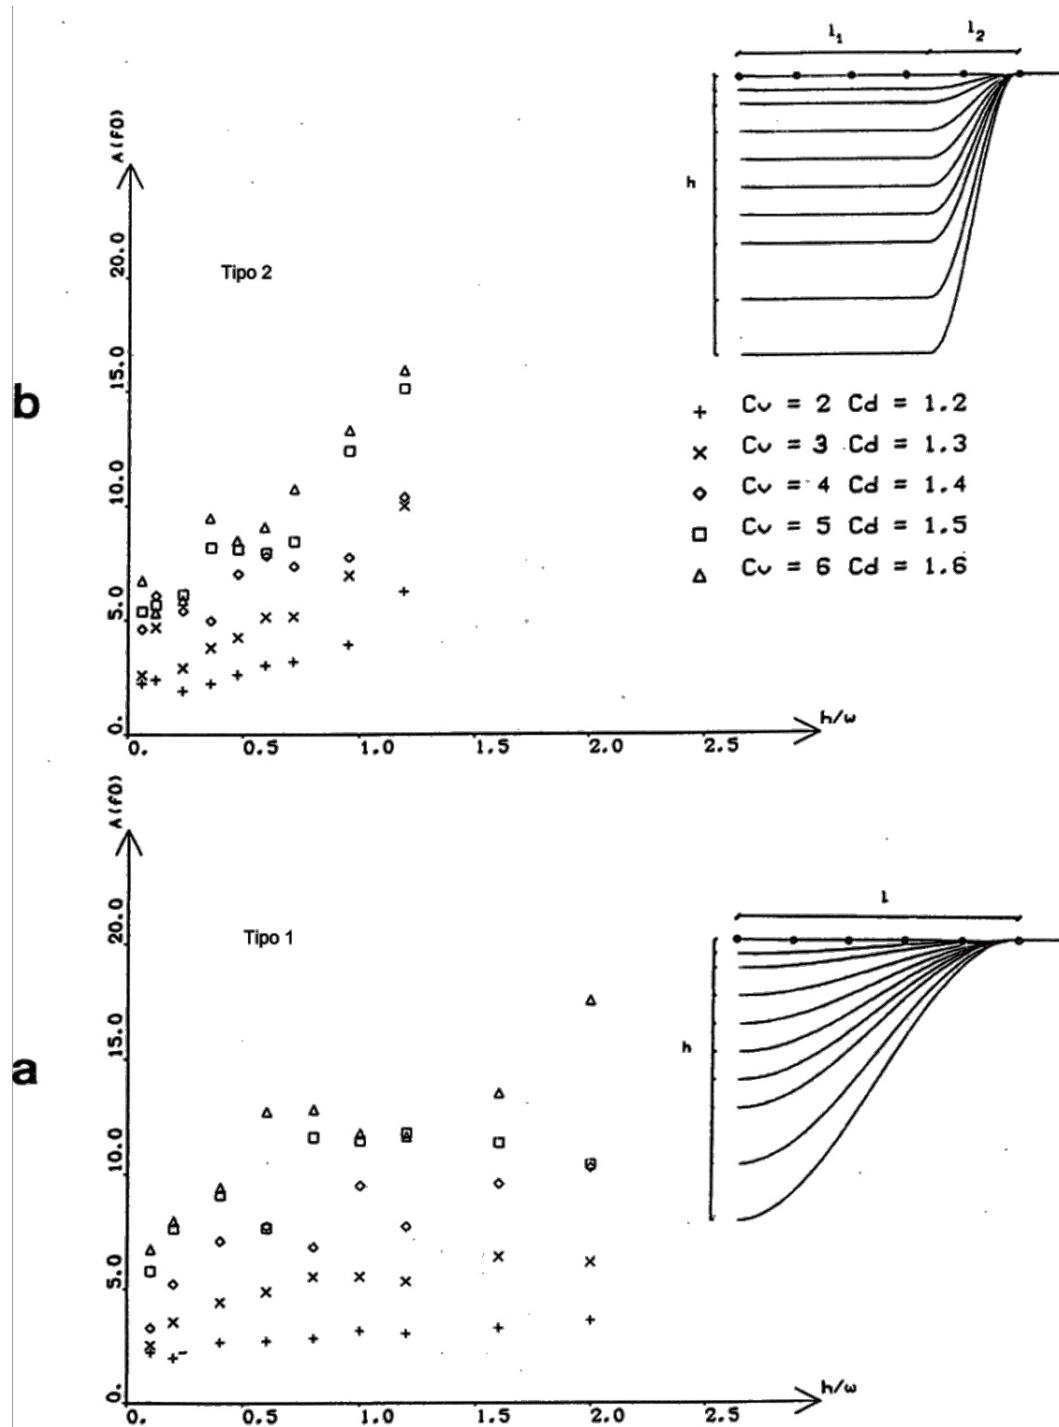 b
A(f0)
20.0
15.0
10.0
5.0
0.
Tipo 2
0. 0.5 1.0 1.5 2.0 2.5
h/w
l1 l2
h
Cv = 2 Cd = 1.2
Cv = 3 Cd = 1.3
Cv = 4 Cd = 1.4
Cv = 5 Cd = 1.5
Cv = 6 Cd = 1.6
a
A(f0)
20.0
15.0
10.0
5.0
0.
Tipo 1
0. 0.5 1.0 1.5 2.0 2.5
h/w
l
h